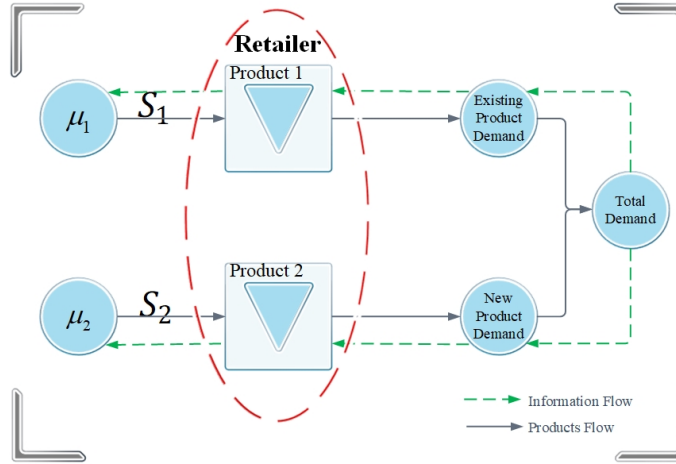 Retailer
Product 1
μ1
S1
Existing
Product
Demand
Total
Demand
Product 2
μ2
S2
New
Product
Demand
Information Flow
Products Flow